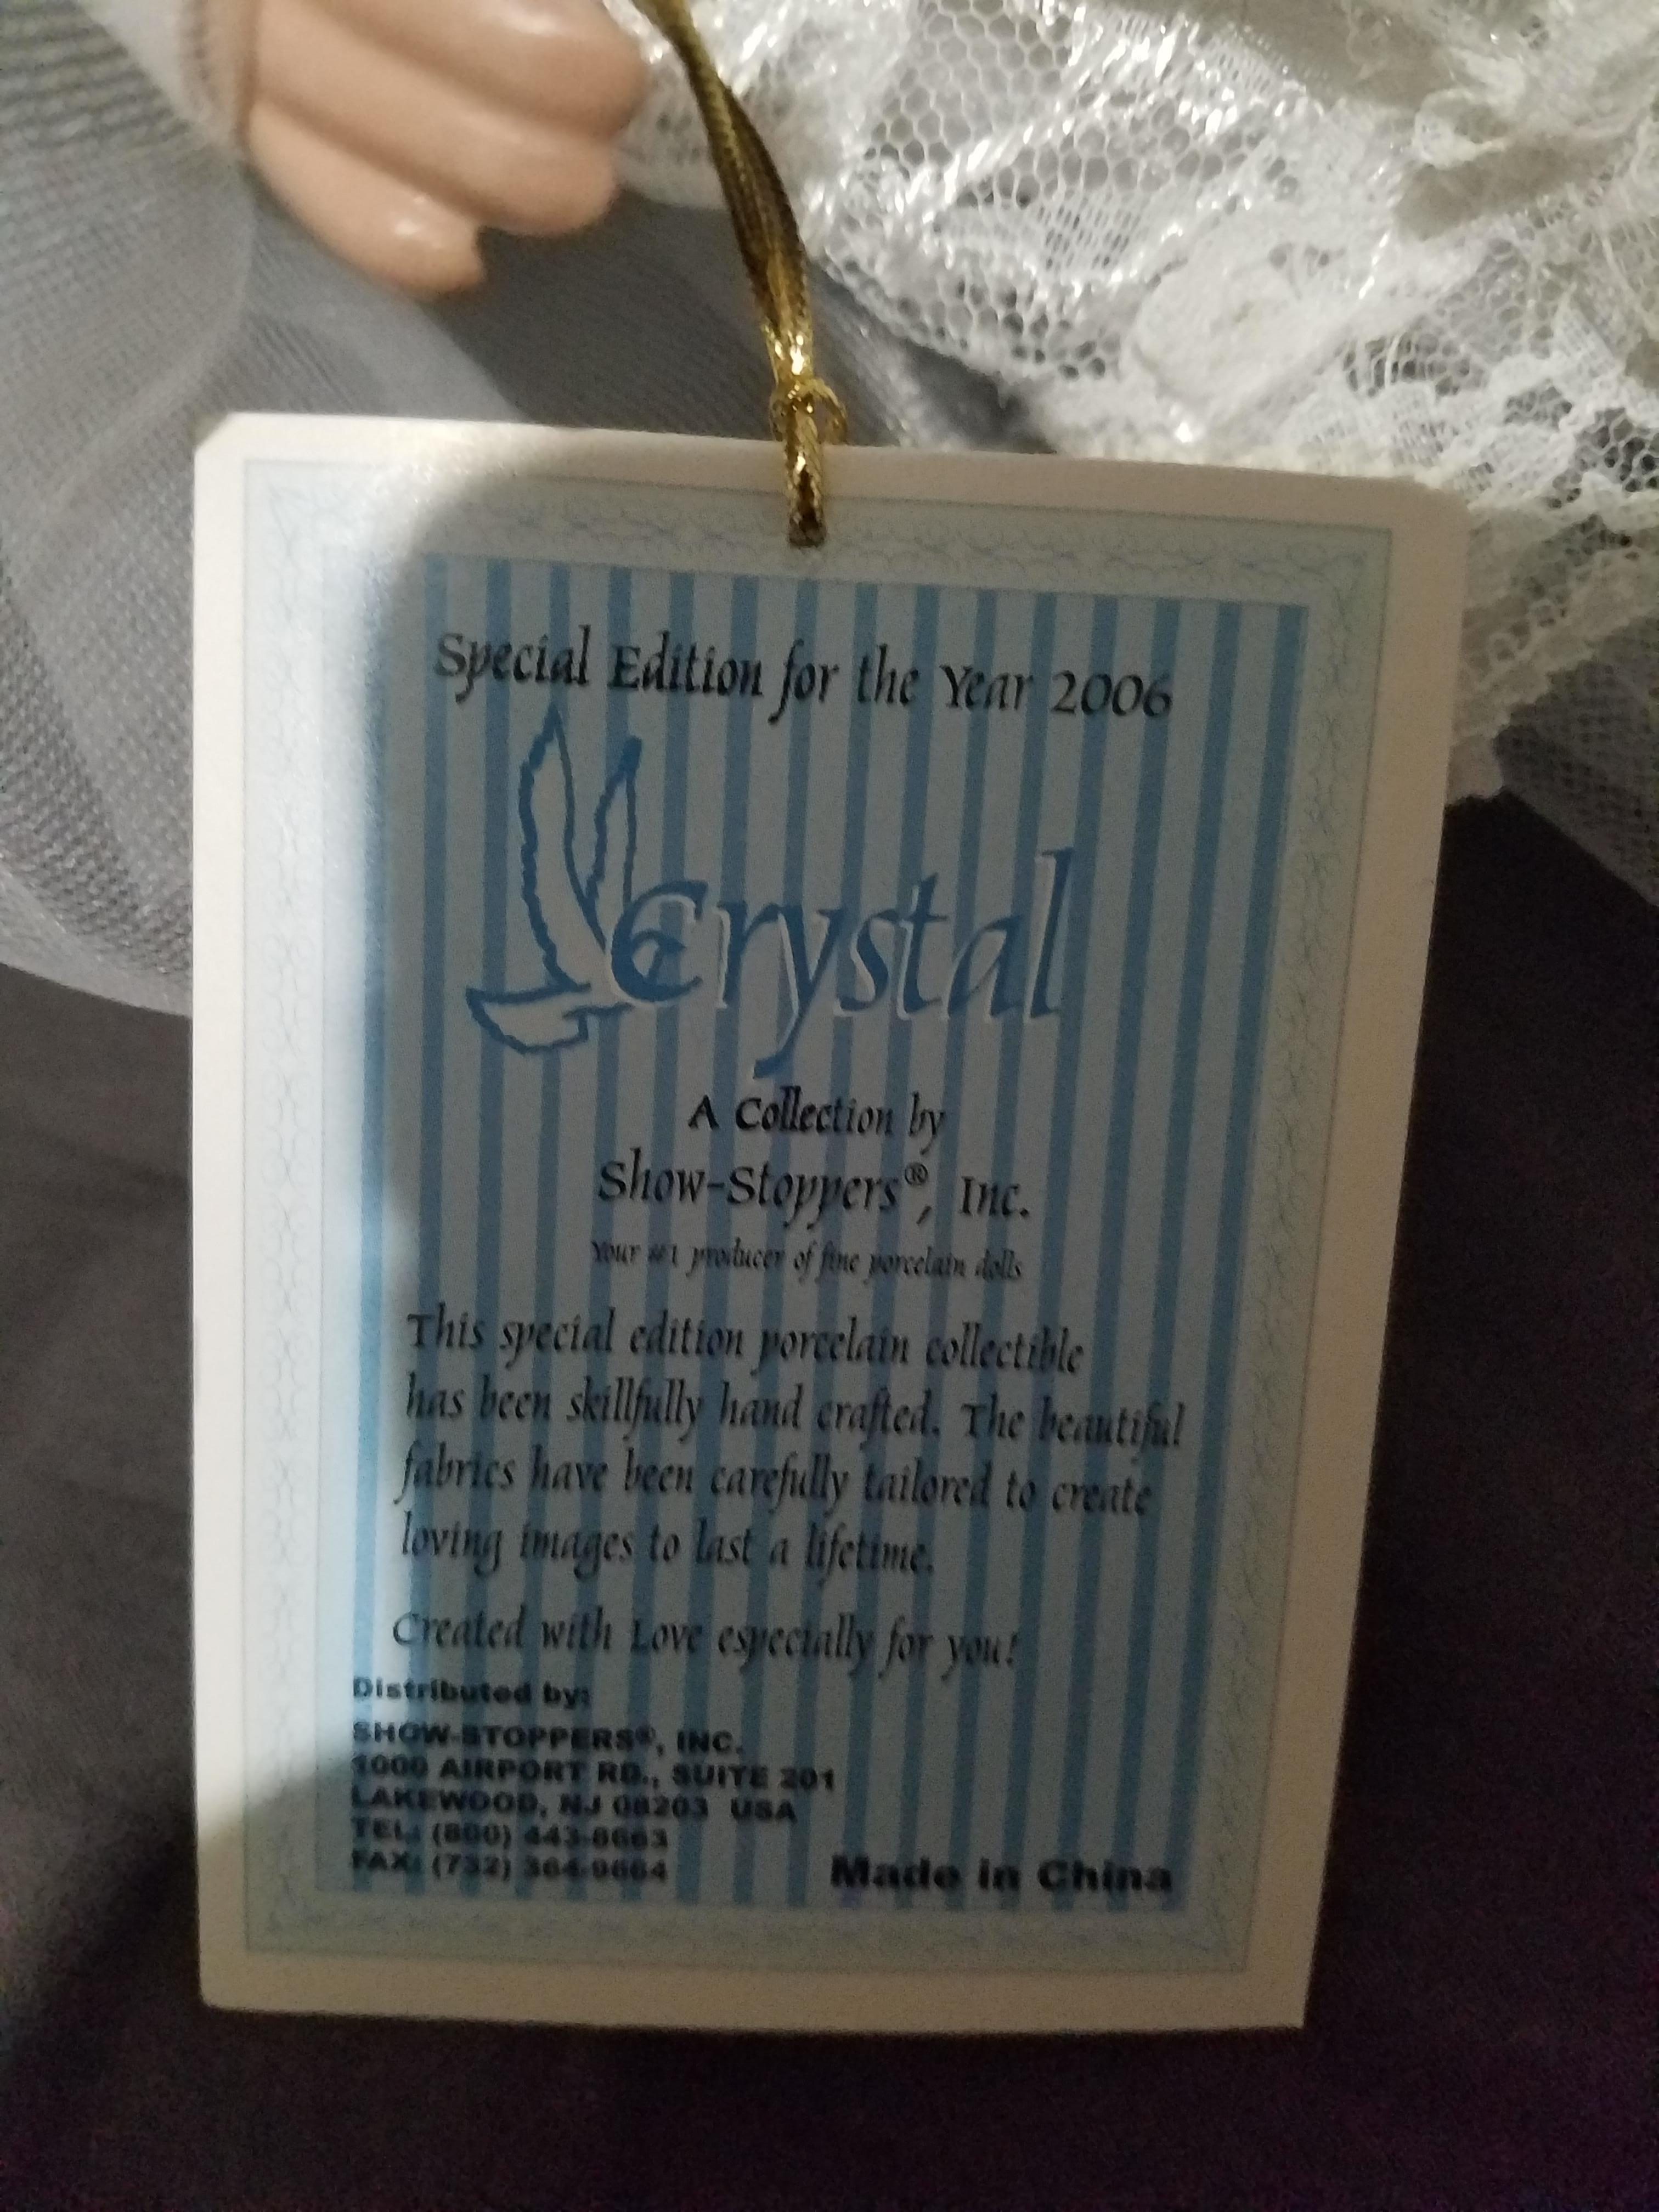 Special Edition for the Year 2006
Crystal
A Collection by
Show-Stoppers®, Inc.
Your #1 producer of fine porcelain dolls
This special edition porcelain collectible
has been skillfully hand crafted. The beautiful
fabrics have been carefully tailored to create
loving images to last a lifetime.
Created with Love especially for you!
Distributed by:
SHOW-STOPPERS®, INC.
1000 AIRPORT RD., SUITE 201
LAKEWOOD, NJ 08203 USA
TEL: (800) 443-8663
FAX: (732) 364-9664
Made in China